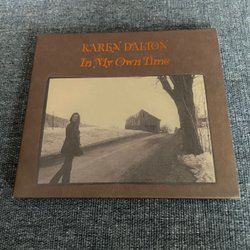 KAREN DALTON
In My Own Time